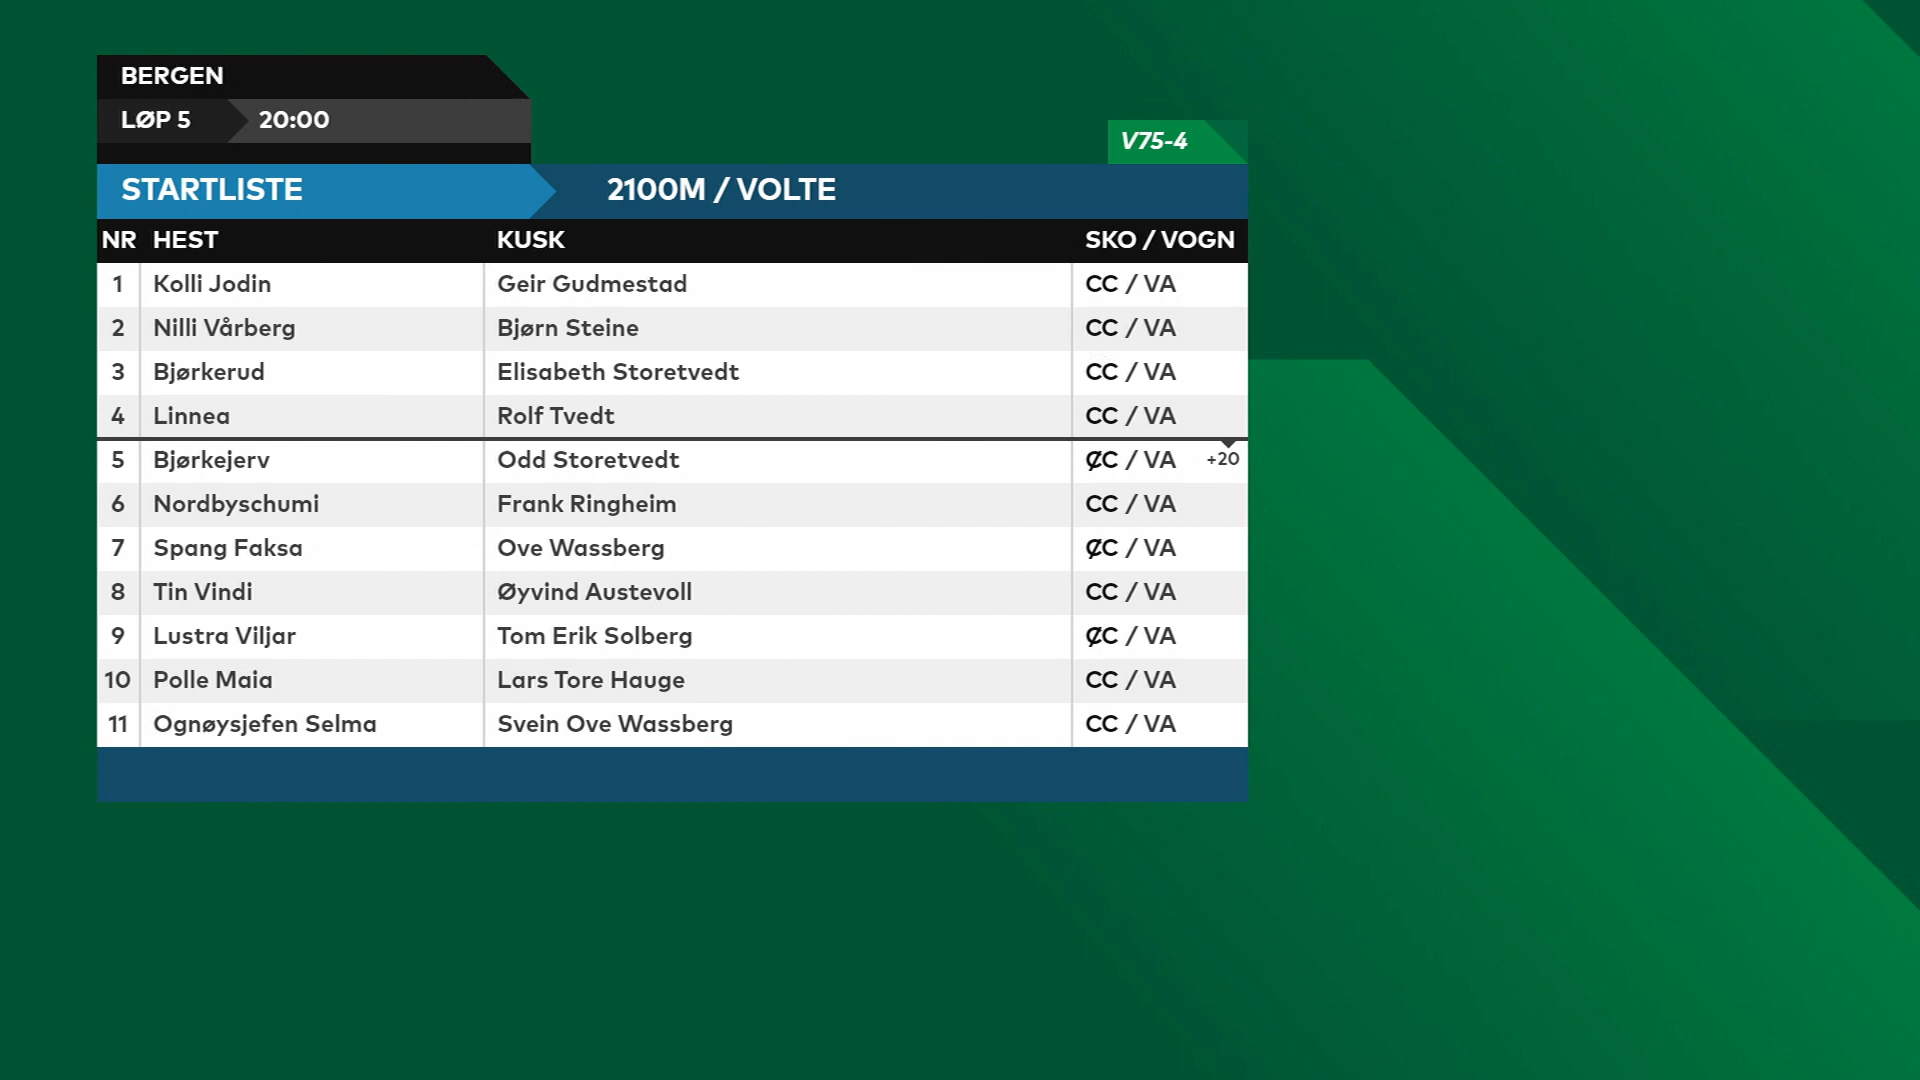 BERGEN
LØP 5 20:00
V75-4
STARTLISTE 2100M / VOLTE
NR HEST KUSK SKO / VOGN
1 Kolli Jodin Geir Gudmestad CC / VA
2 Nilli Vårberg Bjørn Steine CC / VA
3 Bjørkerud Elisabeth Storetvedt CC / VA
4 Linnea Rolf Tvedt CC / VA
5 Bjørkejerv Odd Storetvedt ȻC / VA +20
6 Nordbyschumi Frank Ringheim CC / VA
7 Spang Faksa Ove Wassberg ȻC / VA
8 Tin Vindi Øyvind Austevoll CC / VA
9 Lustra Viljar Tom Erik Solberg ȻC / VA
10 Polle Maia Lars Tore Hauge CC / VA
11 Ognøysjefen Selma Svein Ove Wassberg CC / VA